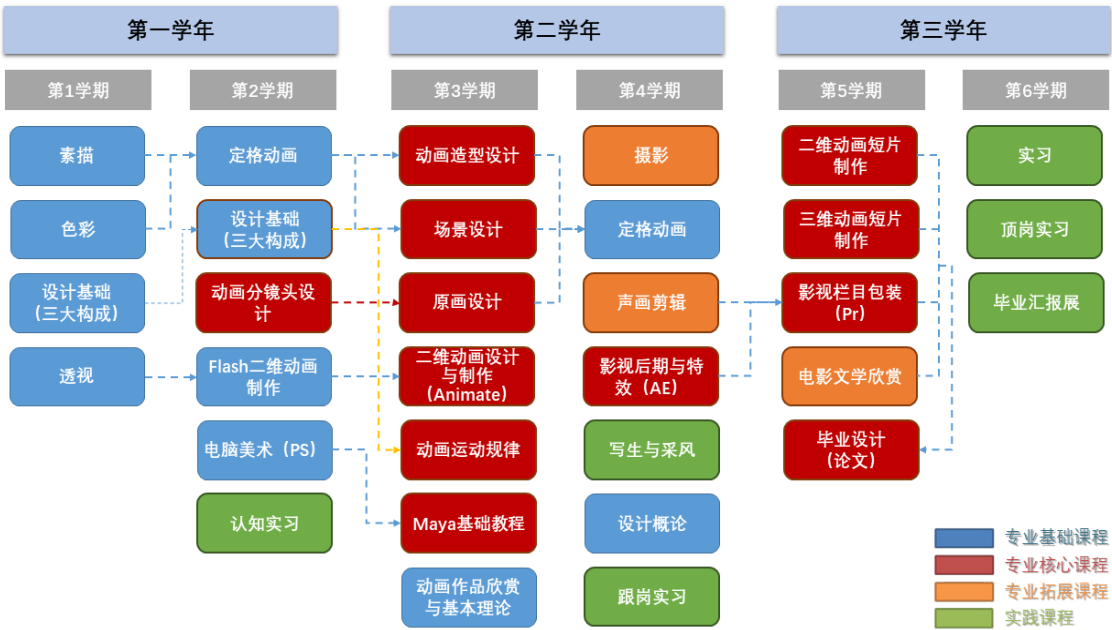 第一学年
第二学年
第三学年
第1学期
第2学期
第3学期
第4学期
第5学期
第6学期
素描
色彩
设计基础
（三大构成）
透视
定格动画
设计基础
（三大构成）
动画分镜头设
计
Flash二维动画
制作
电脑美术（PS）
认知实习
动画造型设计
场景设计
原画设计
二维动画设计
与制作
（Animate）
动画运动规律
Maya基础教程
动画作品欣赏
与基本理论
摄影
定格动画
声画剪辑
影视后期与特
效（AE）
写生与采风
设计概论
跟岗实习
二维动画短片
制作
三维动画短片
制作
影视栏目包装
（Pr）
电影文学欣赏
毕业设计
（论文）
实习
顶岗实习
毕业汇报展
专业基础课程
专业核心课程
专业拓展课程
实践课程